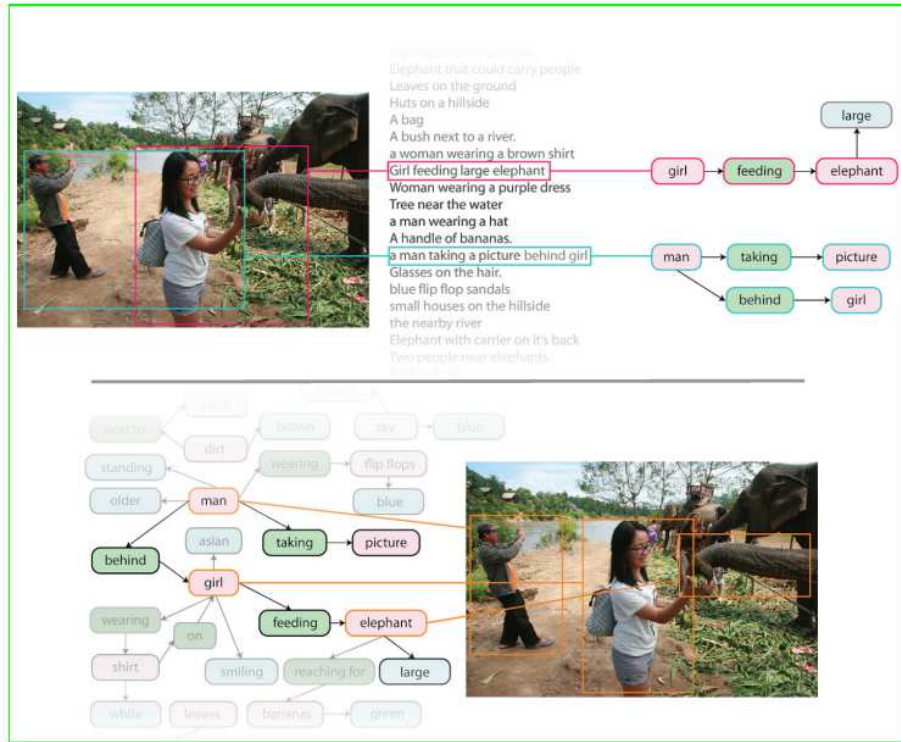 Elephant that could carry people
Leaves on the ground
Huts on a hillside
A bag
A bush next to a river.
a woman wearing a brown shirt
Girl feeding large elephant
Woman wearing a purple dress
Tree near the water
a man wearing a hat
A handle of bananas.
a man taking a picture behind girl
Glasses on the hair.
blue flip flop sandals
small houses on the hillside
the nearby river
Elephant with carrier on it's back
Two people near elephants
large
girl
feeding
elephant
man
taking
picture
behind
girl
brown
sky
blue
dirt
standing
wearing
flip flops
older
man
blue
asian
taking
picture
behind
girl
wearing
on
feeding
elephant
shirt
smiling
reaching for
large
white
leaves
bananas
green